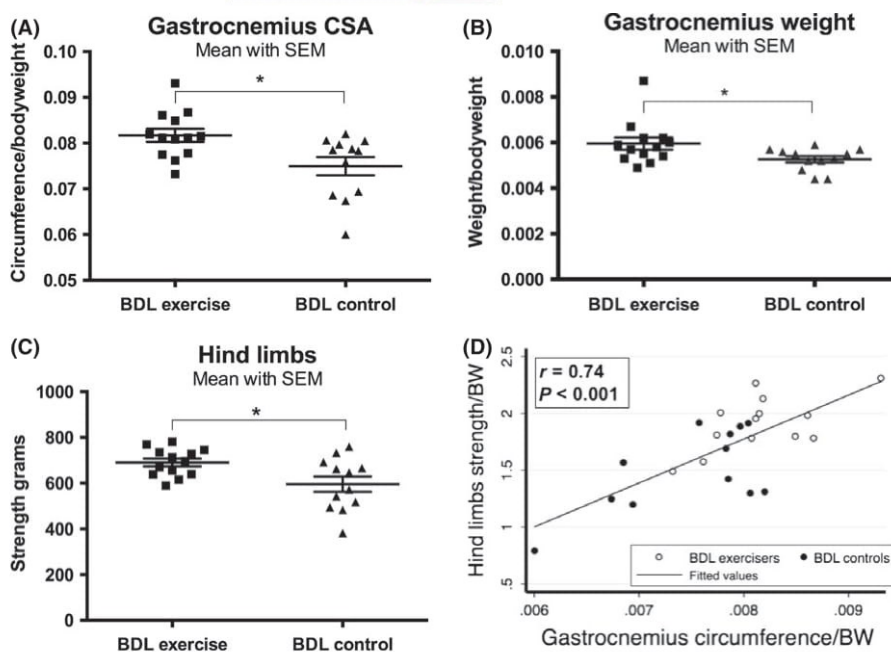 (A)
Gastrocnemius CSA
Mean with SEM
*
Circumference/bodyweight
0.10
0.09
0.08
0.07
0.06
0.05
BDL exercise
BDL control
(B)
Gastrocnemius weight
Mean with SEM
*
Weight/bodyweight
0.010
0.008
0.006
0.004
0.002
0.000
BDL exercise
BDL control
(C)
Hind limbs
Mean with SEM
*
Strength grams
1000
800
600
400
200
0
BDL exercise
BDL control
(D)
r = 0.74
P < 0.001
Hind limbs strength/BW
2.5
2
1.5
1
.5
BDL exercisers
BDL controls
Fitted values
.006
.007
.008
.009
Gastrocnemius circumference/BW